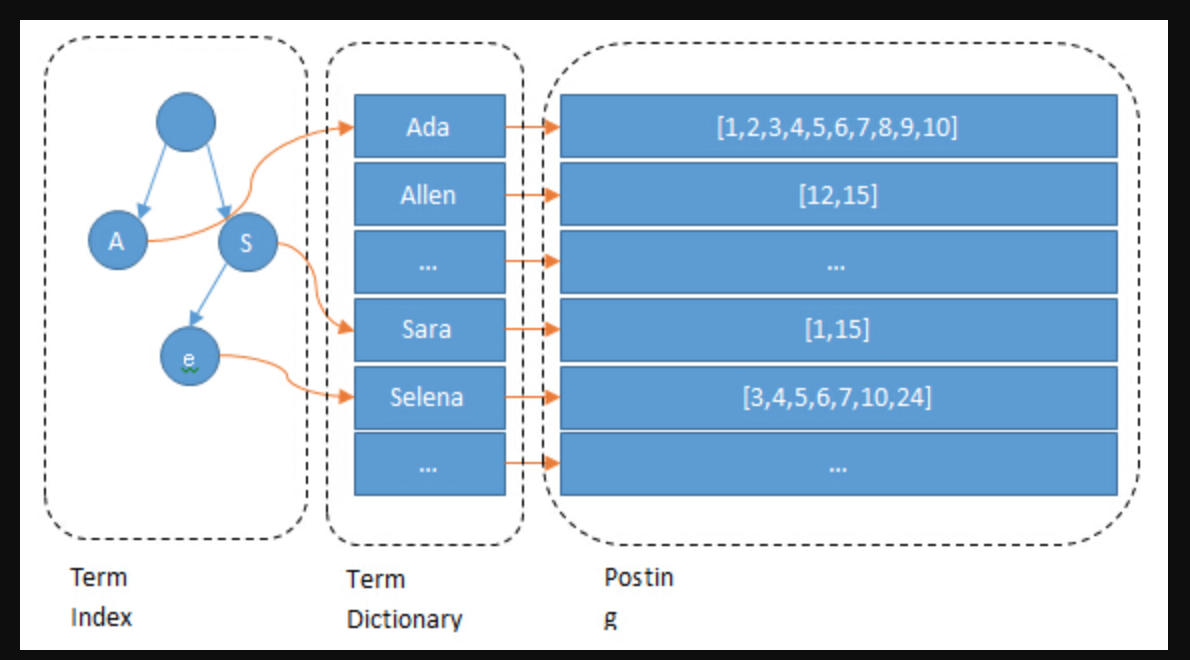 A
S
e
Ada
[1,2,3,4,5,6,7,8,9,10]
Allen
[12,15]
...
...
Sara
[1,15]
Selena
[3,4,5,6,7,10,24]
...
...
Term
Index
Term
Dictionary
Postin
g